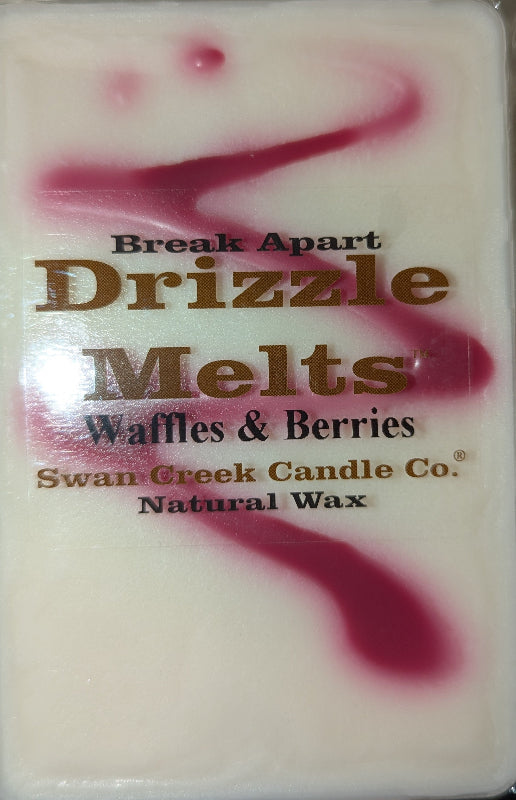 Break Apart
Drizzle
Melts™
Waffles & Berries
Swan Creek Candle Co.®
Natural Wax